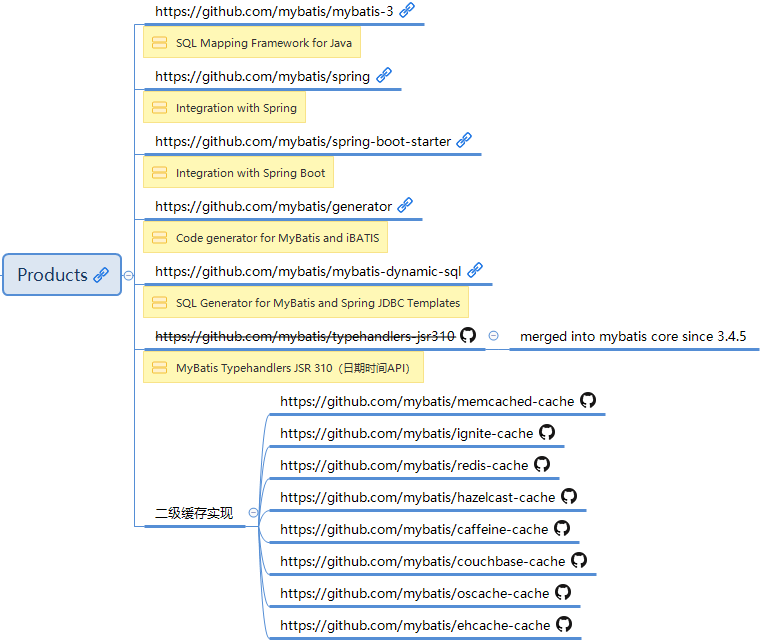 https://github.com/mybatis/mybatis-3
SQL Mapping Framework for Java
https://github.com/mybatis/spring
Integration with Spring
https://github.com/mybatis/spring-boot-starter
Integration with Spring Boot
https://github.com/mybatis/generator
Code generator for MyBatis and iBATIS
Products
https://github.com/mybatis/mybatis-dynamic-sql
SQL Generator for MyBatis and Spring JDBC Templates
https://github.com/mybatis/typehandlers-jsr310
merged into mybatis core since 3.4.5
MyBatis Typehandlers JSR 310（日期时间API）
二级缓存实现
https://github.com/mybatis/memcached-cache
https://github.com/mybatis/ignite-cache
https://github.com/mybatis/redis-cache
https://github.com/mybatis/hazelcast-cache
https://github.com/mybatis/caffeine-cache
https://github.com/mybatis/couchbase-cache
https://github.com/mybatis/oscache-cache
https://github.com/mybatis/ehcache-cache